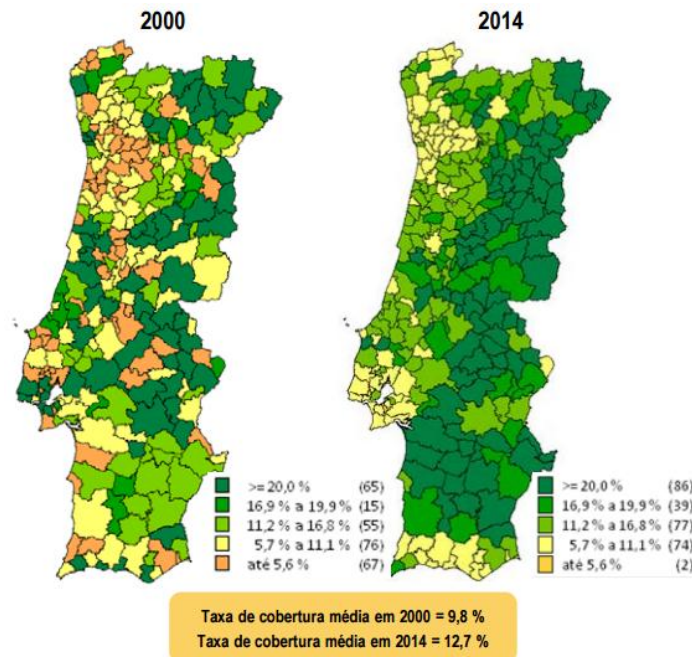 2000
2014
>= 20,0 % (65)
16,9 % a 19,9 % (15)
11,2 % a 16,8 % (55)
5,7 % a 11,1 % (76)
até 5,6 % (67)
>= 20,0 % (86)
16,9 % a 19,9 % (39)
11,2 % a 16,8 % (77)
5,7 % a 11,1 % (74)
até 5,6 % (2)
Taxa de cobertura média em 2000 = 9,8 %
Taxa de cobertura média em 2014 = 12,7 %